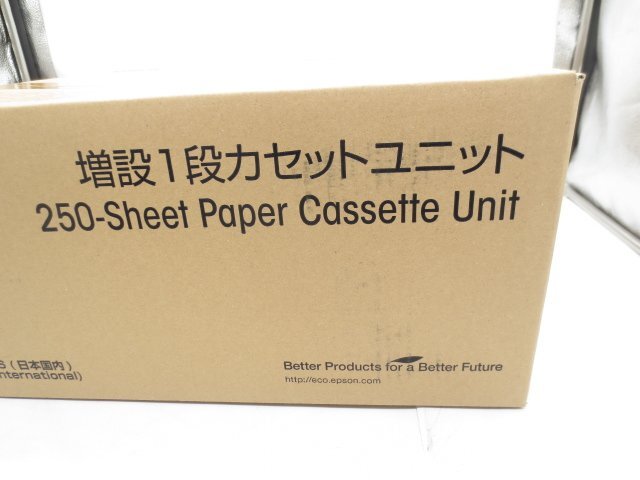 増設1段カセットユニット
250-Sheet Paper Cassette Unit
S（日本国内）
nternational)
Better Products for a Better Future
http://eco.epson.com